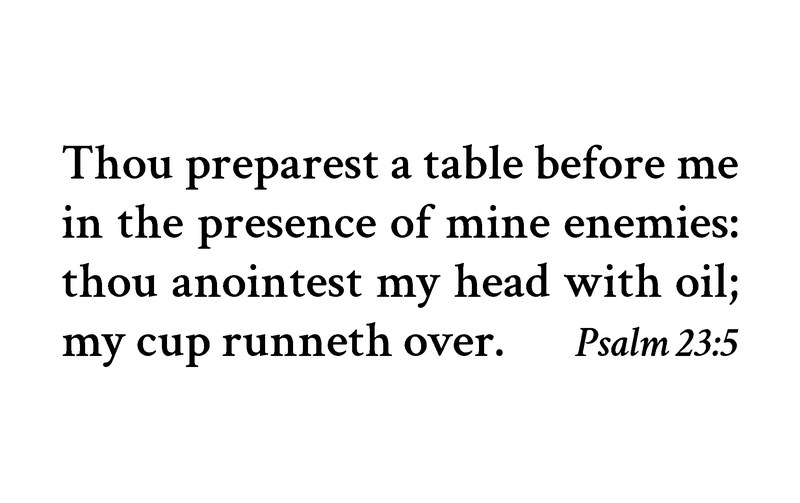 Thou preparest a table before me
in the presence of mine enemies:
thou anointest my head with oil;
my cup runneth over. Psalm 23:5